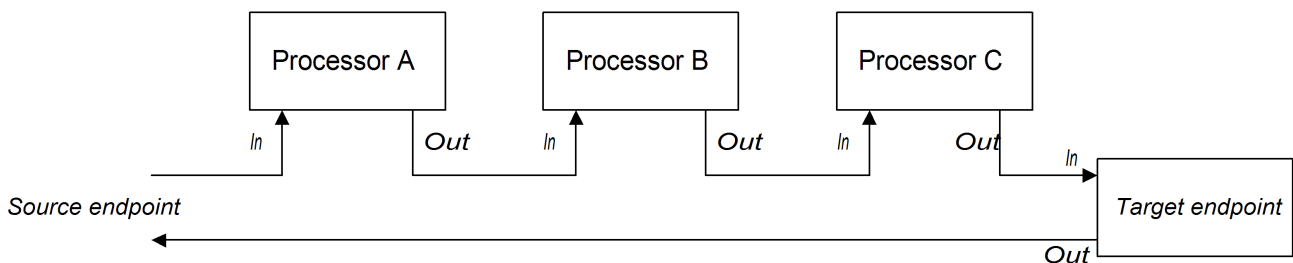 Processor A
Processor B
Processor C
In
Out
In
Out
In
Out
In
Source endpoint
Target endpoint
Out